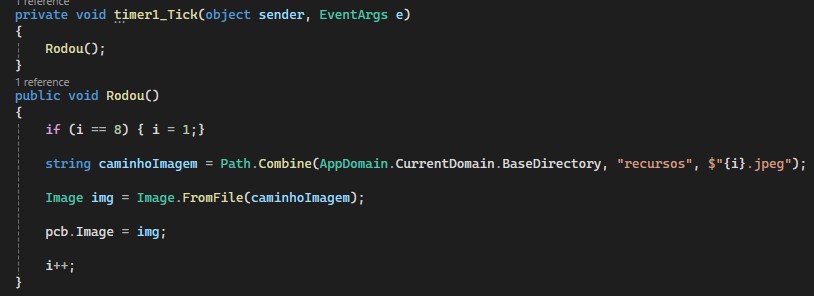 1 reference
private void timer1_Tick(object sender, EventArgs e)
{
Rodou();
}
1 reference
public void Rodou()
{
if (i == 8) { i = 1;}
string caminhoImagem = Path.Combine(AppDomain.CurrentDomain.BaseDirectory, "recursos", $"{i}.jpeg");
Image img = Image.FromFile(caminhoImagem);
pcb.Image = img;
i++;
}